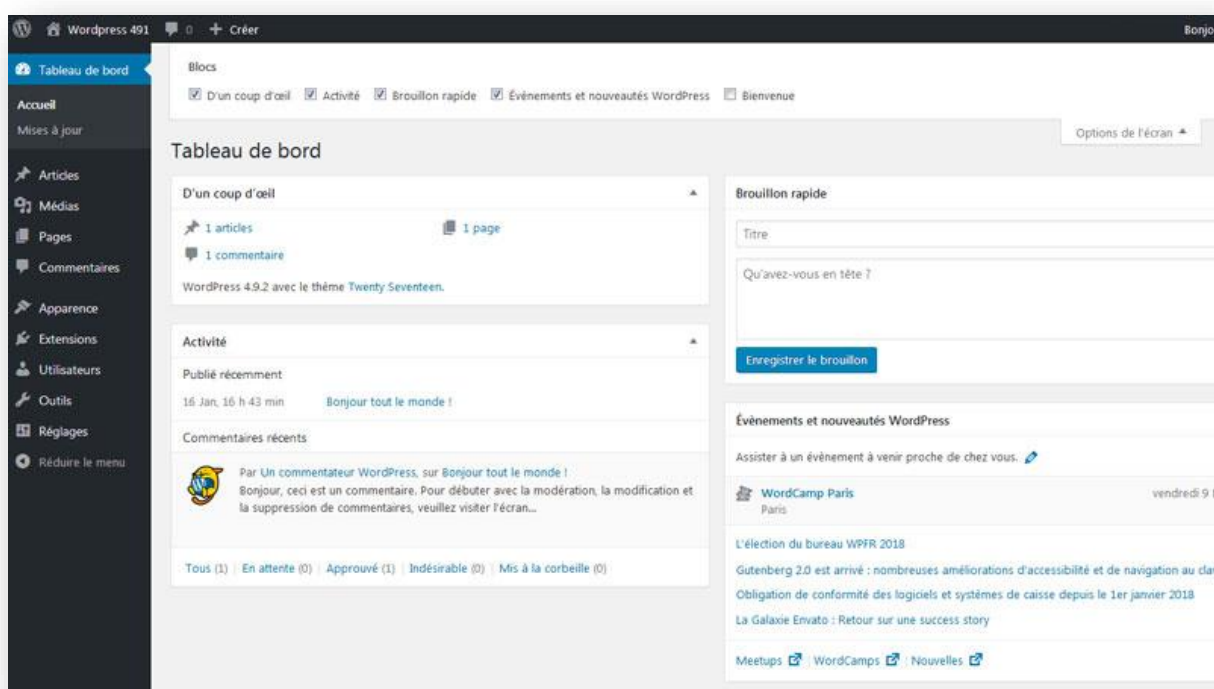 Wordpress 491 0 + Créer
Bonjo
Tableau de bord
Accueil
Mises à jour
Articles
Médias
Pages
Commentaires
Apparence
Extensions
Utilisateurs
Outils
Réglages
Réduire le menu
Blocs
D'un coup d'œil Activité Brouillon rapide Évènements et nouveautés WordPress Bienvenue
Options de l'écran
Tableau de bord
D'un coup d'œil
1 articles
1 page
1 commentaire
WordPress 4.9.2 avec le thème Twenty Seventeen.
Activité
Publié récemment
16 Jan, 16 h 43 min Bonjour tout le monde !
Commentaires récents
Par Un commentateur WordPress, sur Bonjour tout le monde !
Bonjour, ceci est un commentaire. Pour débuter avec la modération, la modification et
la suppression de commentaires, veuillez visiter l'écran...
Tous (1) | En attente (0) | Approuvé (1) | Indésirable (0) | Mis à la corbeille (0)
Brouillon rapide
Titre
Qu'avez-vous en tête ?
Enregistrer le brouillon
Évènements et nouveautés WordPress
Assister à un évènement à venir proche de chez vous.
WordCamp Paris
vendredi 9
Paris
L'élection du bureau WPFR 2018
Gutenberg 2.0 est arrivé : nombreuses améliorations d'accessibilité et de navigation au cla
Obligation de conformité des logiciels et systèmes de caisse depuis le 1er janvier 2018
La Galaxie Envato : Retour sur une success story
Meetups | WordCamps | Nouvelles